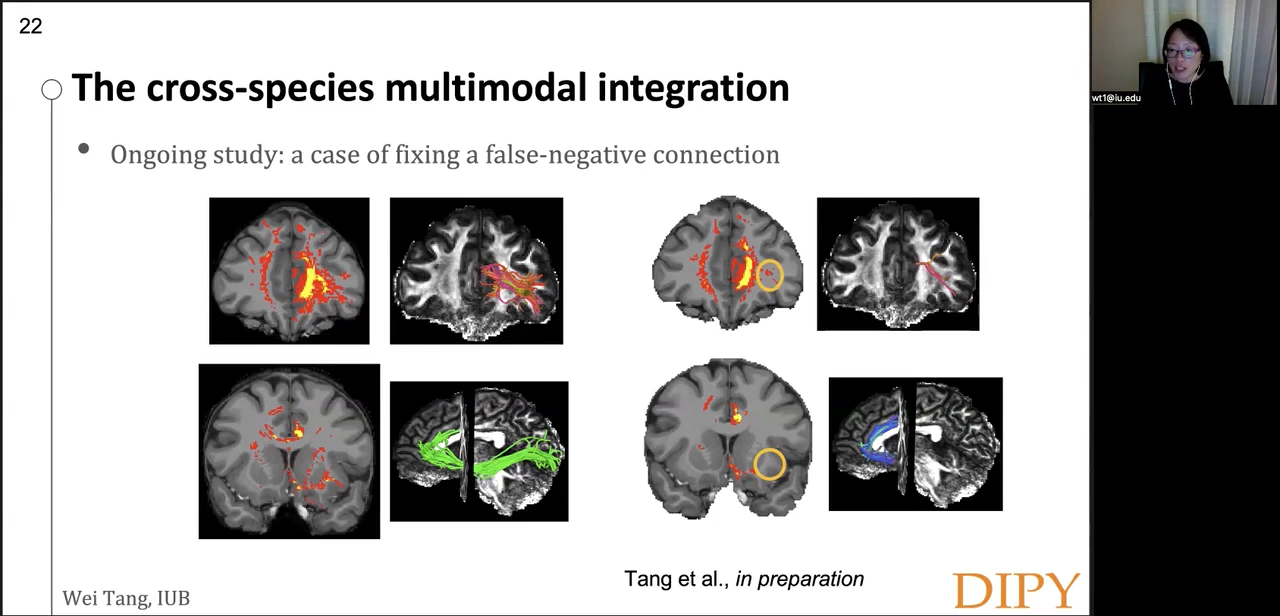 22
The cross-species multimodal integration
• Ongoing study: a case of fixing a false-negative connection
wt1@iu.edu
Tang et al., in preparation
Wei Tang, IUB
DIPY